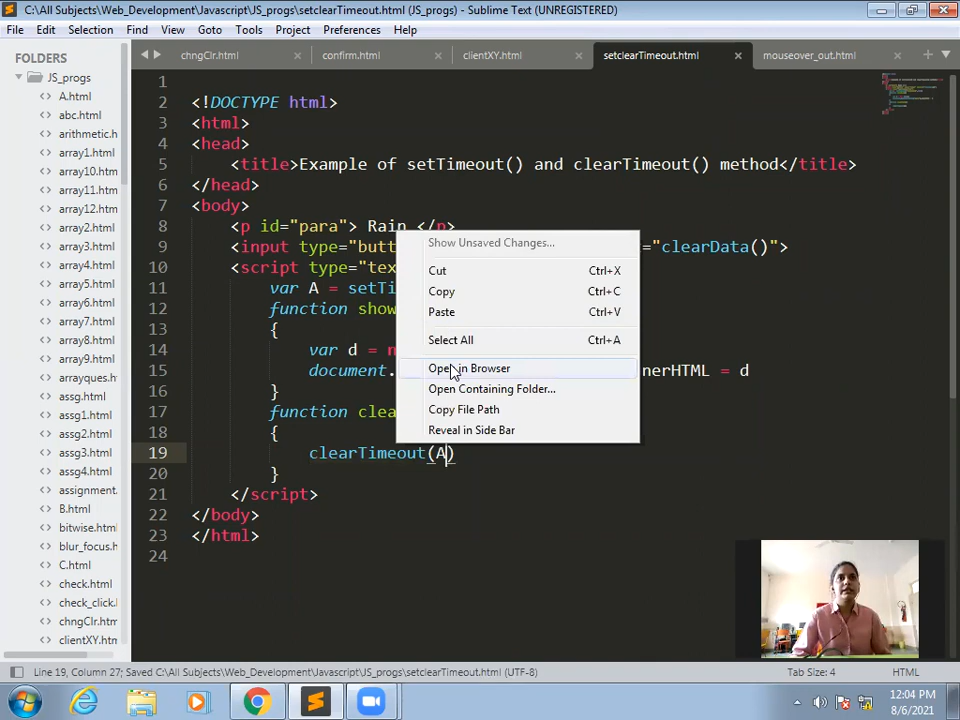 C:\All Subjects\Web_Development\Javascript\JS_progs\setclearTimeout.html (JS_progs) - Sublime Text (UNREGISTERED)
File Edit Selection Find View Goto Tools Project Preferences Help
FOLDERS
JS_progs
A.html
abc.html
arithmetic.h
array1.html
array10.htm
array11.htm
array12.htm
array2.html
array3.html
array4.html
array5.html
array6.html
array7.html
array8.html
array9.html
arrayques.ht
assg.html
assg1.html
assg2.html
assg3.html
assg4.html
assignment.
B.html
bitwise.html
blur_focus.h
C.html
check.html
check_click.
chngClr.html
clientXY.htm
chngClr.html confirm.html clientXY.html setclearTimeout.html mouseover_out.html
1
2 <!DOCTYPE html>
3 <html>
4 <head>
5 <title>Example of setTimeout() and clearTimeout() method</title>
6 </head>
7 <body>
8 <p id="para"> Rain </p>
9 <input type="butt ="clearData()">
10 <script type="tex
11 var A = setTi
12 function show
13 {
14 var d = n
15 document. nerHTML = d
16 }
17 function clea
18 {
19 clearTimeout(A)
20 }
21 </script>
22 </body>
23 </html>
24
Show Unsaved Changes...
Cut Ctrl+X
Copy Ctrl+C
Paste Ctrl+V
Select All Ctrl+A
Open in Browser
Open Containing Folder...
Copy File Path
Reveal in Side Bar
Line 19, Column 27; Saved C:\All Subjects\Web_Development\Javascript\JS_progs\setclearTimeout.html (UTF-8) Tab Size: 4 HTML
12:04 PM
8/6/2021